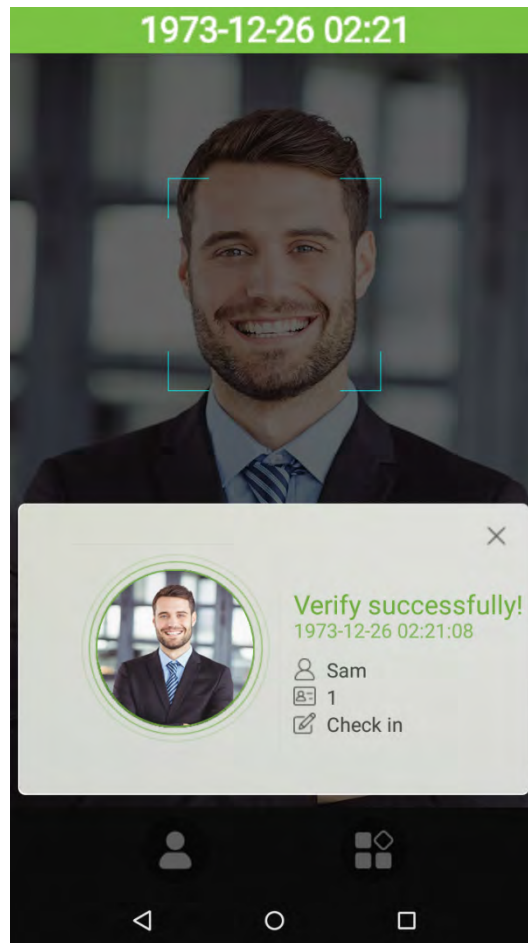 1973-12-26 02:21
Verify successfully!
1973-12-26 02:21:08
Sam
1
Check in